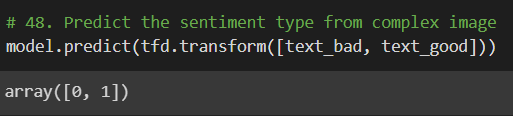 # 48. Predict the sentiment type from complex image
model.predict(tfd.transform([text_bad, text_good]))
array([0, 1])